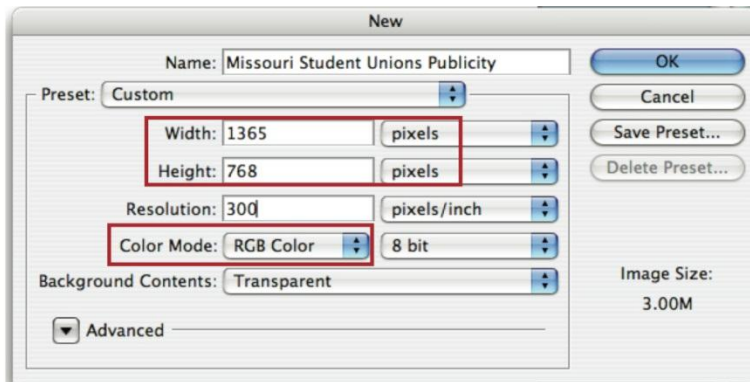 New
Name: Missouri Student Unions Publicity
OK
Preset: Custom
Cancel
Width: 1365 pixels
Save Preset...
Height: 768 pixels
Delete Preset...
Resolution: 300 pixels/inch
Color Mode: RGB Color 8 bit
Background Contents: Transparent
Image Size:
3.00M
Advanced